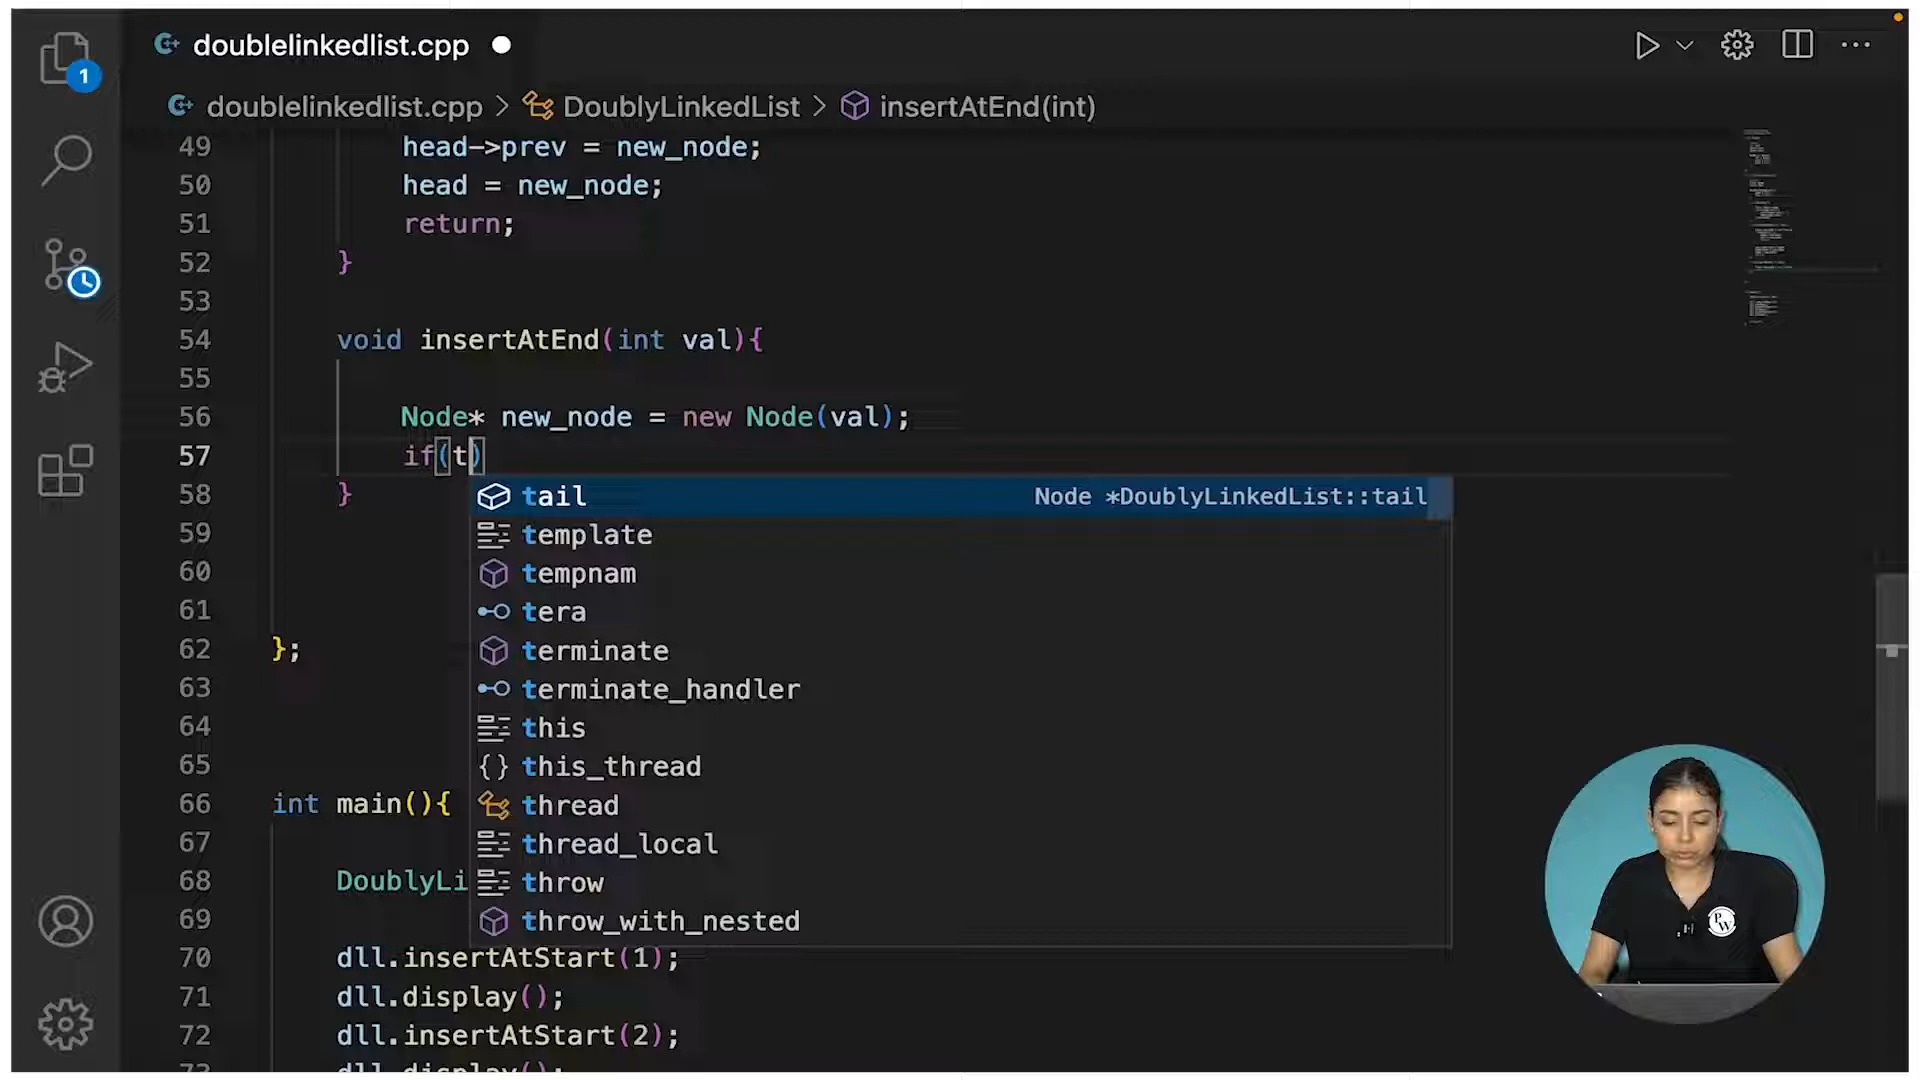 doublelinkedlist.cpp
1
doublelinkedlist.cpp > DoublyLinkedList > insertAtEnd(int)
49 head->prev = new_node;
50 head = new_node;
51 return;
52 }
53
54 void insertAtEnd(int val){
55
56 Node* new_node = new Node(val);
57 if(t)
58 }
tail Node *DoublyLinkedList::tail
59 template
60 tempnam
61 tera
62 }; terminate
63 terminate_handler
64 this
65 this_thread
66 int main(){ thread
67 thread_local
68 DoublyLi throw
69 throw_with_nested
70 dll.insertAtStart(1);
71 dll.display();
72 dll.insertAtStart(2);
73 dll.display();
PW